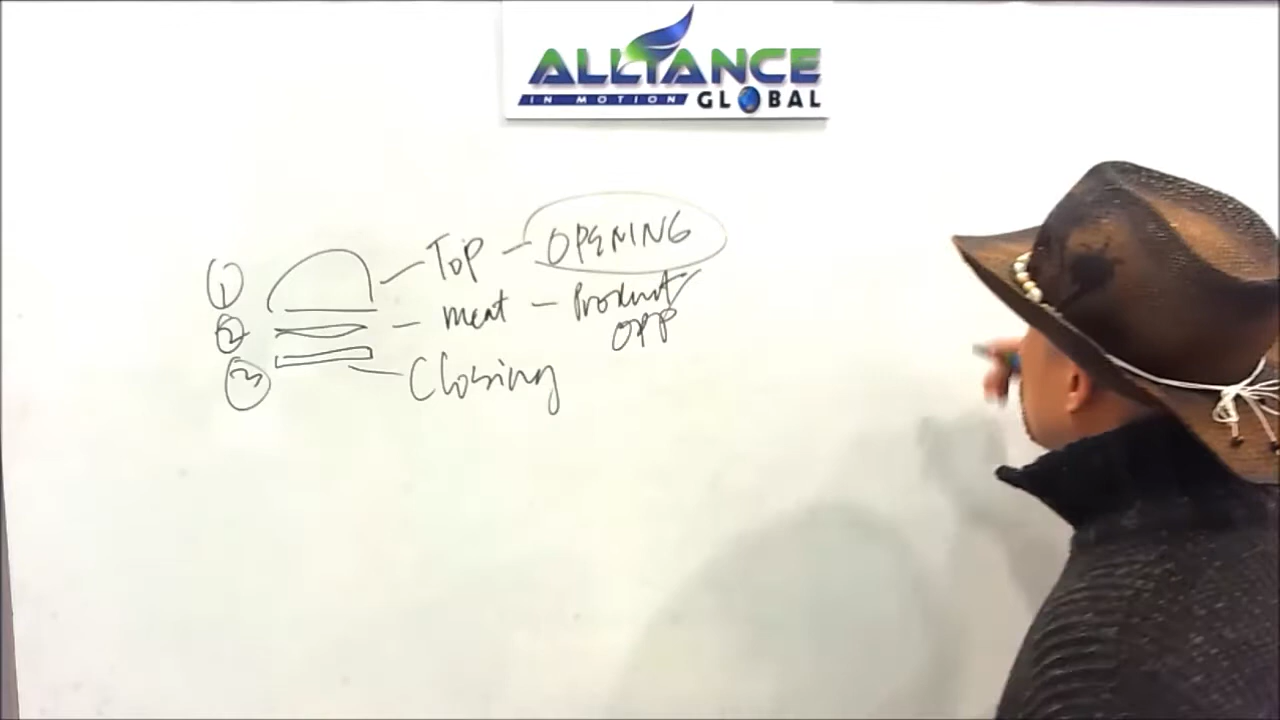 ALLIANCE
IN MOTION GLOBAL
1 Top - OPENING
2 meat - Product
OPP
3 Closing